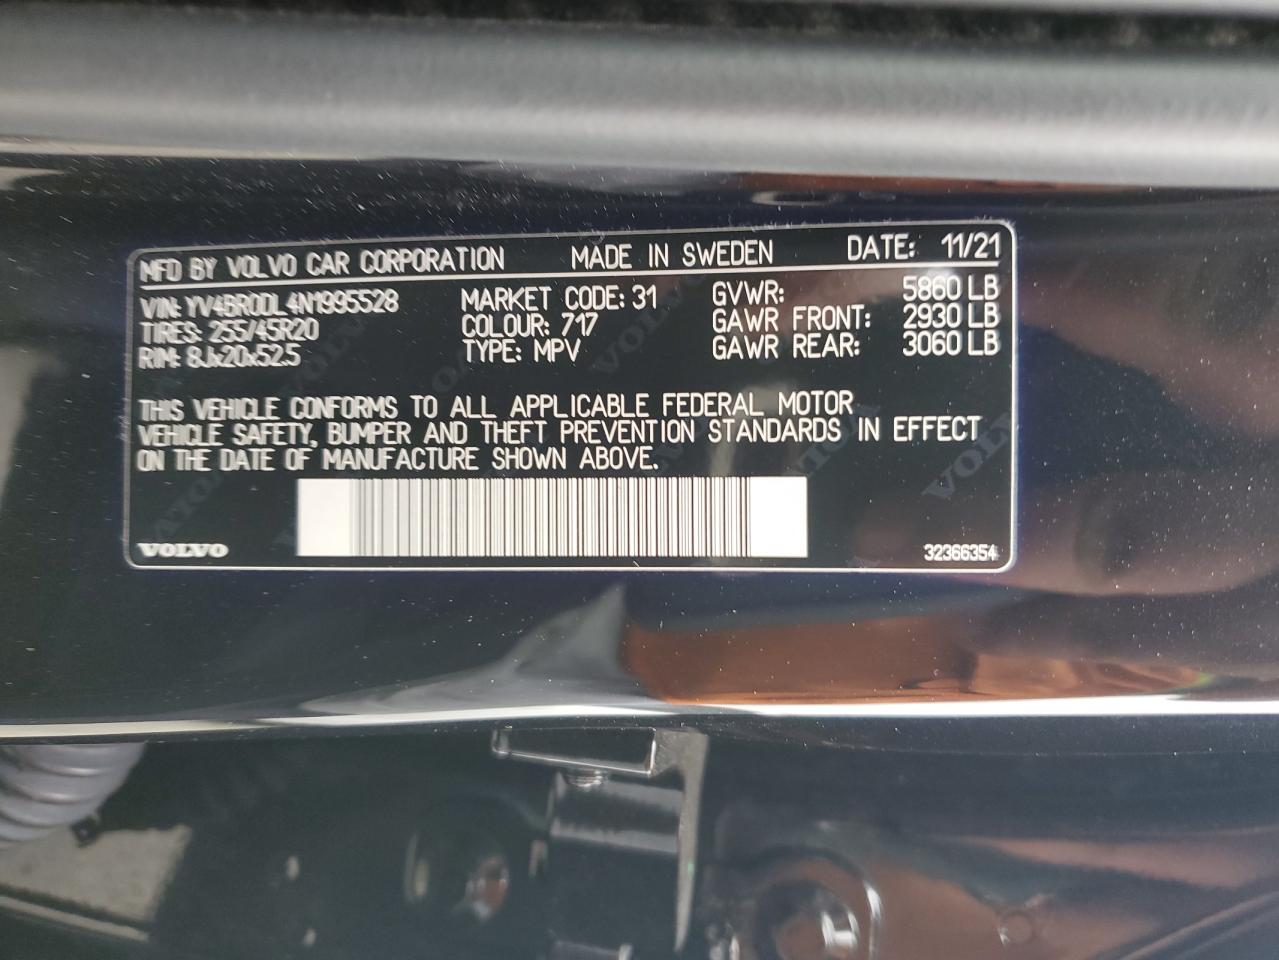 MFD BY VOLVO CAR CORPORATION MADE IN SWEDEN DATE: 11/21
VIN: YV4BR0DL4N1995528 MARKET CODE: 31 GVWR: 5860 LB
TIRES: 255/45R20 COLOUR: 717 GAWR FRONT: 2930 LB
RIM: 8Jx20x52.5 TYPE: MPV GAWR REAR: 3060 LB
THIS VEHICLE CONFORMS TO ALL APPLICABLE FEDERAL MOTOR
VEHICLE SAFETY, BUMPER AND THEFT PREVENTION STANDARDS IN EFFECT
ON THE DATE OF MANUFACTURE SHOWN ABOVE.
VOLVO 32366354